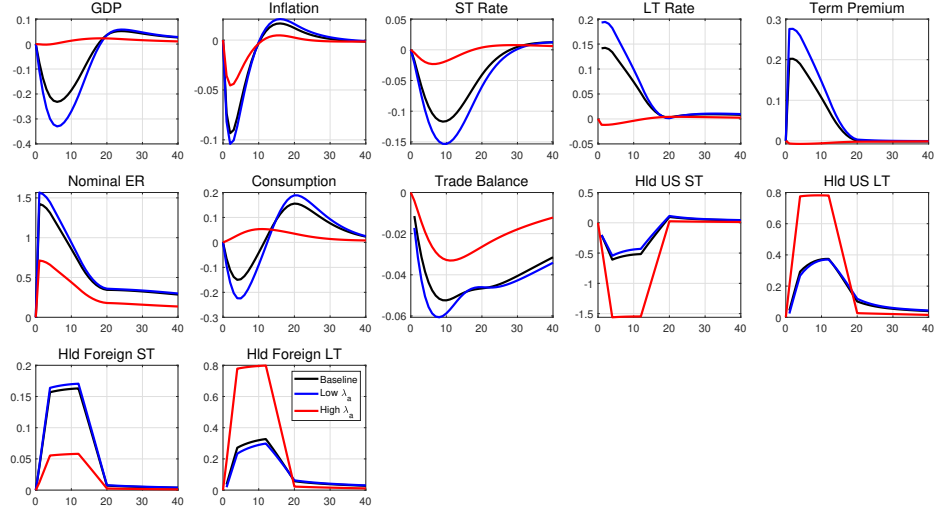 GDP
0.1
0
-0.1
-0.2
-0.3
-0.4
0 10 20 30 40
Inflation
0
-0.05
-0.1
0 10 20 30 40
ST Rate
0.05
0
-0.05
-0.1
-0.15
0 10 20 30 40
LT Rate
0.2
0.15
0.1
0.05
0
-0.05
0 10 20 30 40
Term Premium
0.3
0.2
0.1
0
0 10 20 30 40
Nominal ER
1.5
1
0.5
0
0 10 20 30 40
Consumption
0.2
0.1
0
-0.1
-0.2
-0.3
0 10 20 30 40
Trade Balance
0
-0.02
-0.04
-0.06
0 10 20 30 40
Hld US ST
0.5
0
-0.5
-1
-1.5
0 10 20 30 40
Hld US LT
0.8
0.6
0.4
0.2
0
0 10 20 30 40
Hld Foreign ST
0.2
0.15
0.1
0.05
0
0 10 20 30 40
Hld Foreign LT
0.8
0.6
0.4
0.2
0
0 10 20 30 40
Baseline
Low λa
High λa